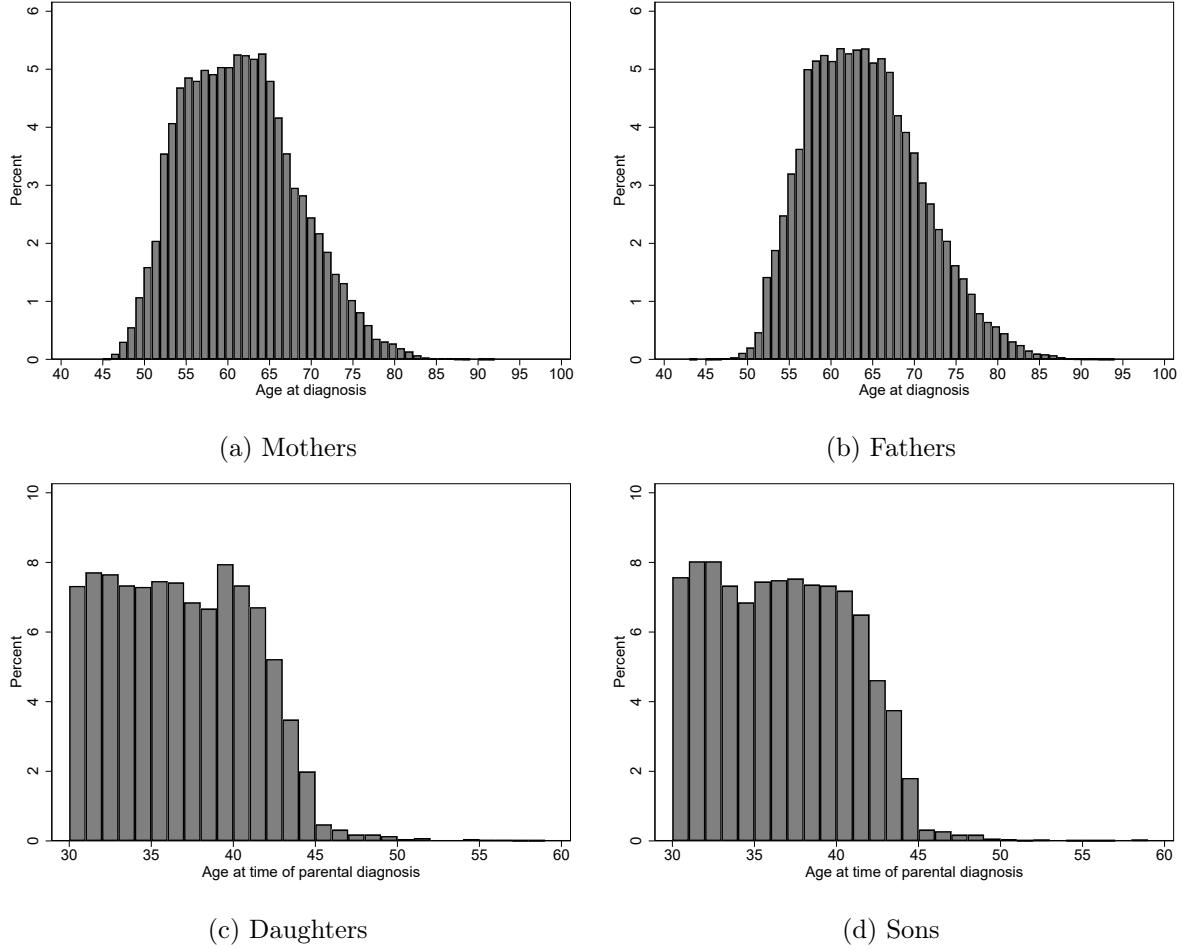 6
5
4
3
2
1
0
Percent
40 45 50 55 60 65 70 75 80 85 90 95 100
Age at diagnosis
(a) Mothers
6
5
4
3
2
1
0
Percent
40 45 50 55 60 65 70 75 80 85 90 95 100
Age at diagnosis
(b) Fathers
10
8
6
4
2
0
Percent
30 35 40 45 50 55 60
Age at time of parental diagnosis
(c) Daughters
10
8
6
4
2
0
Percent
30 35 40 45 50 55 60
Age at time of parental diagnosis
(d) Sons